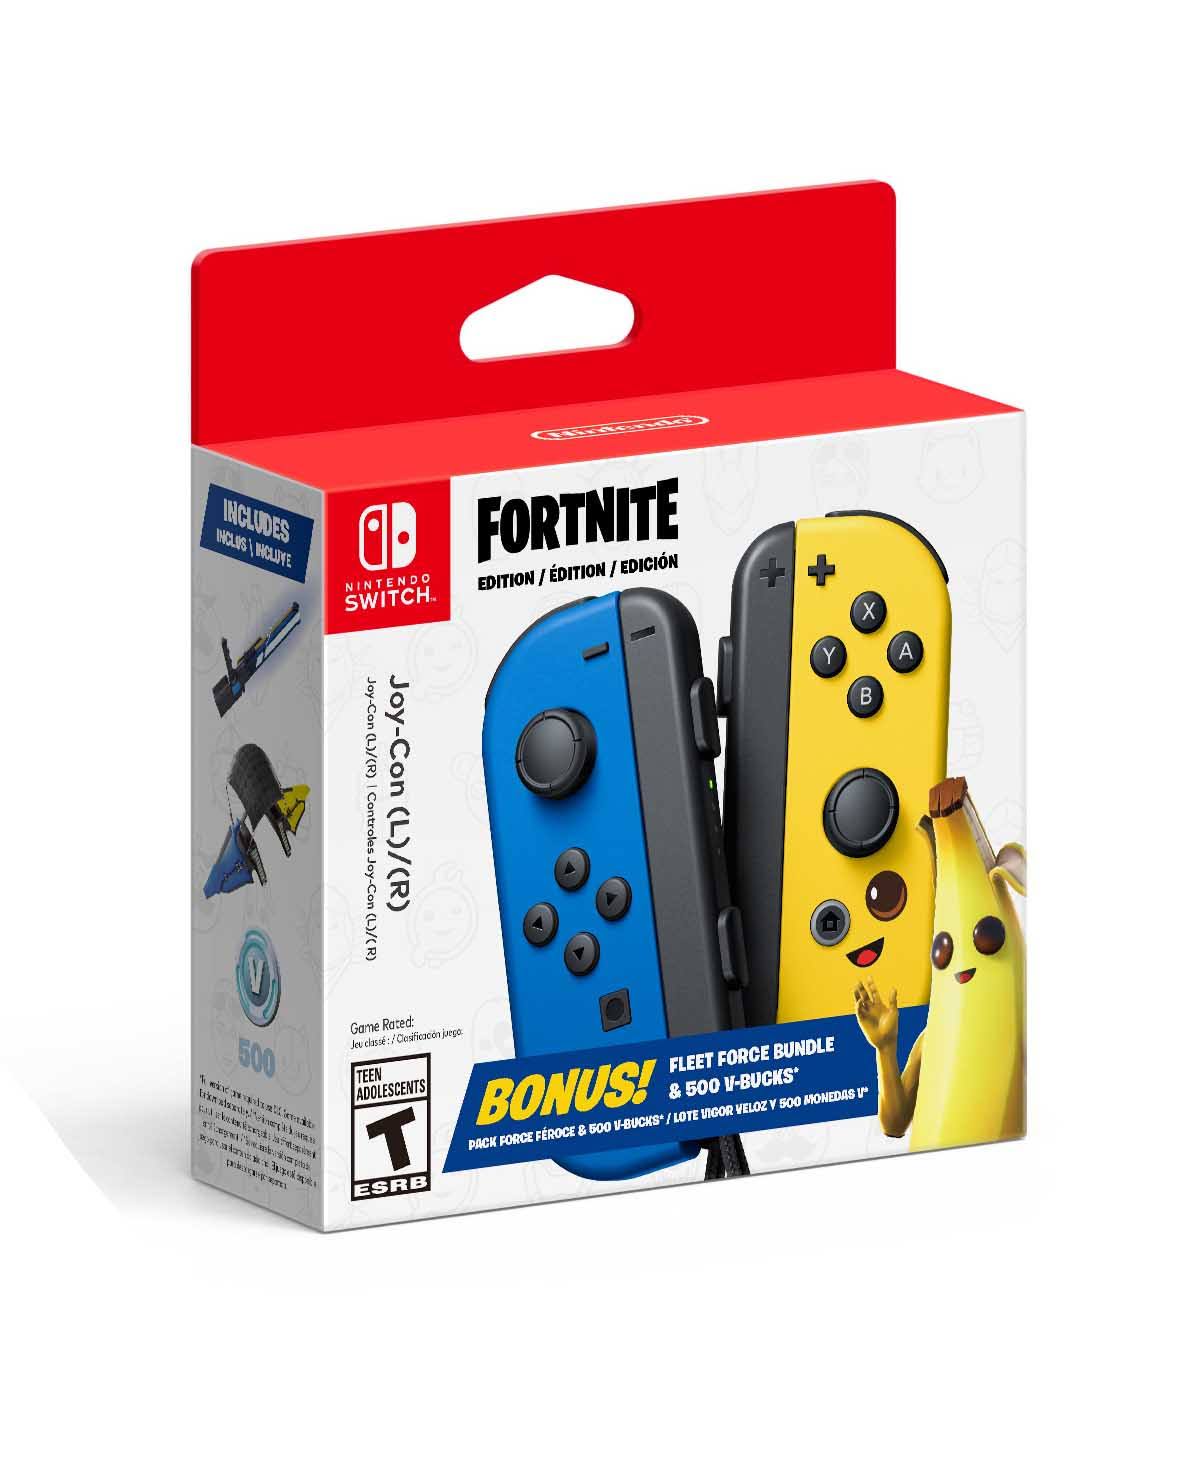 Nintendo
INCLUDES
INCLUS \ INCLUYE
500
NINTENDO
SWITCH
FORTNITE
EDITION / ÉDITION / EDICIÓN
Joy-Con (L)/(R)
Joy-Con (L)/(R) | Controles Joy-Con (L)/(R)
X
Y
A
B
Game Rated:
Jeu classé : / Clasificación juego:
TEEN
ADOLESCENTS
T
ESRB
BONUS!
FLEET FORCE BUNDLE
& 500 V-BUCKS*
PACK FORCE FÉROCE & 500 V-BUCKS* / LOTE VIGOR VELOZ Y 500 MONEDAS V*